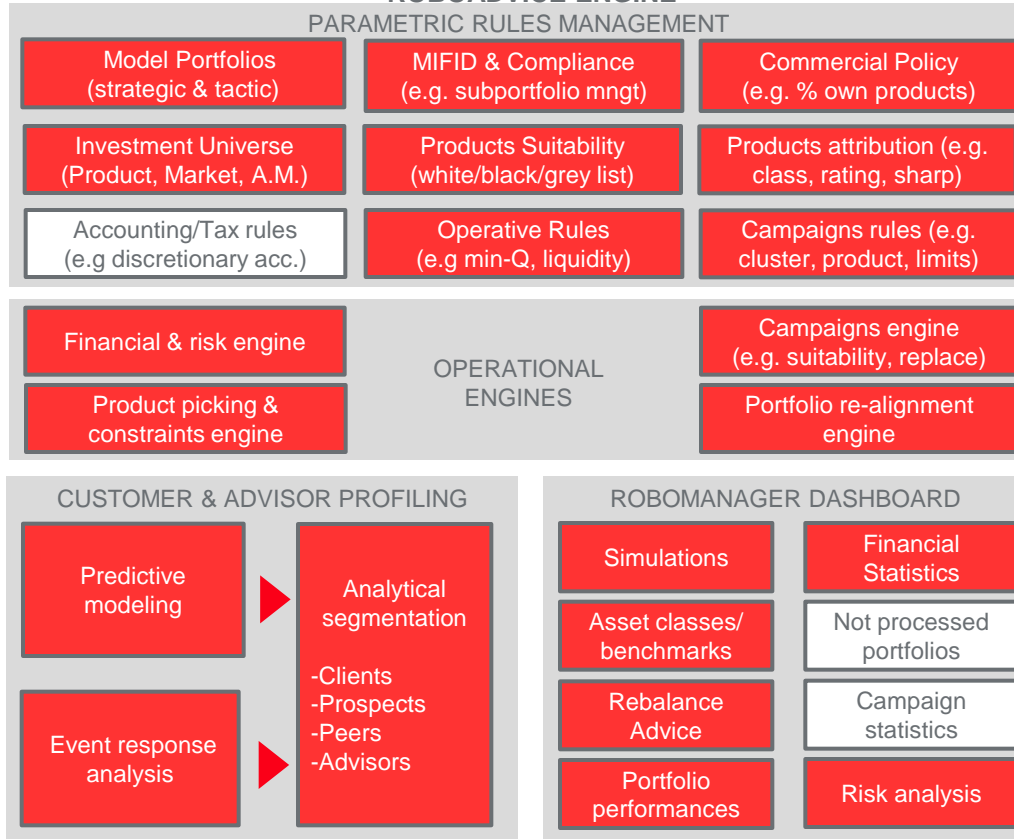 ROBOADVICE ENGINE
PARAMETRIC RULES MANAGEMENT
Model Portfolios
(strategic & tactic)
MIFID & Compliance
(e.g. subportfolio mngt)
Commercial Policy
(e.g. % own products)
Investment Universe
(Product, Market, A.M.)
Products Suitability
(white/black/grey list)
Products attribution (e.g.
class, rating, sharp)
Accounting/Tax rules
(e.g discretionary acc.)
Operative Rules
(e.g min-Q, liquidity)
Campaigns rules (e.g.
cluster, product, limits)
Financial & risk engine
Product picking &
constraints engine
OPERATIONAL
ENGINES
Campaigns engine
(e.g. suitability, replace)
Portfolio re-alignment
engine
CUSTOMER & ADVISOR PROFILING
Predictive
modeling
Event response
analysis
Analytical
segmentation
-Clients
-Prospects
-Peers
-Advisors
ROBOMANAGER DASHBOARD
Simulations
Financial
Statistics
Asset classes/
benchmarks
Not processed
portfolios
Rebalance
Advice
Campaign
statistics
Portfolio
performances
Risk analysis